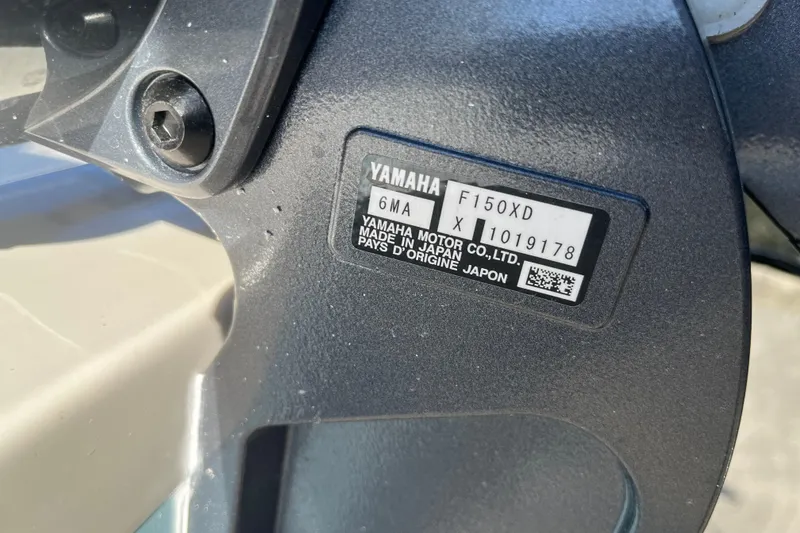 YAMAHA
F150XD
6MA
X 1019178
YAMAHA MOTOR CO.,LTD.
MADE IN JAPAN
PAYS D'ORIGINE JAPON